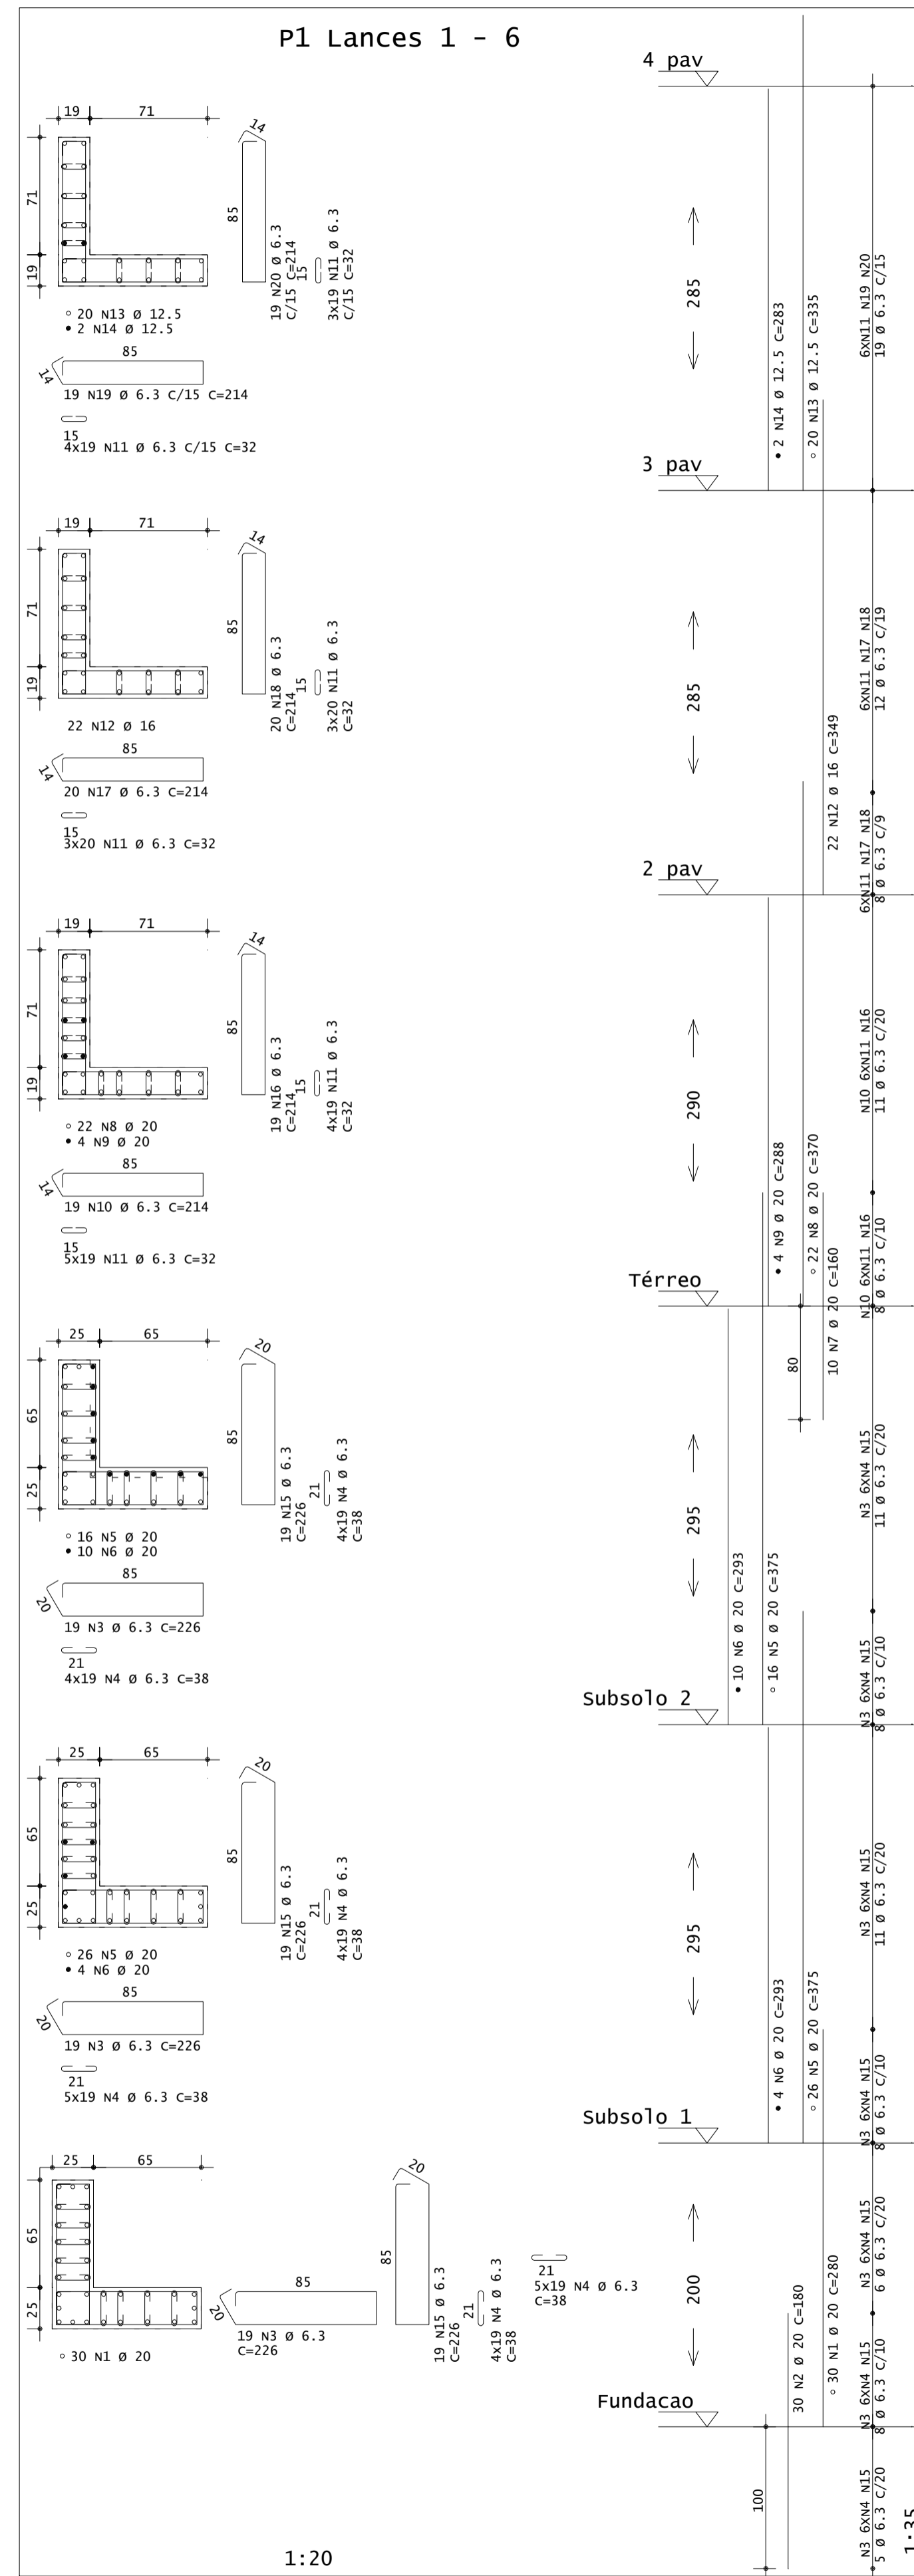 P1 Lances 1 - 6
4 pav
19 71
14
71
19
85
19 N20 Ø 6.3
C/15 C=214
15
3x19 N11 Ø 6.3
C/15 C=32
20 N13 Ø 12.5
2 N14 Ø 12.5
85
14
19 N19 Ø 6.3 C/15 C=214
15
4x19 N11 Ø 6.3 C/15 C=32
285
2 N14 Ø 12.5 C=283
20 N13 Ø 12.5 C=335
6XN11 N19 N20
19 Ø 6.3 C/15
3 pav
19 71
14
71
19
85
20 N18 Ø 6.3
C=214
15
3x20 N11 Ø 6.3
C=32
22 N12 Ø 16
85
14
20 N17 Ø 6.3 C=214
15
3x20 N11 Ø 6.3 C=32
285
22 N12 Ø 16 C=349
6XN11 N17 N18
12 Ø 6.3 C/19
6XN11 N17 N18
8 Ø 6.3 C/9
2 pav
19 71
14
71
19
85
19 N16 Ø 6.3
C=214
15
4x19 N11 Ø 6.3
C=32
22 N8 Ø 20
4 N9 Ø 20
85
14
19 N10 Ø 6.3 C=214
15
5x19 N11 Ø 6.3 C=32
290
4 N9 Ø 20 C=288
22 N8 Ø 20 C=370
10 N7 Ø 20 C=160
N10 6XN11 N16
11 Ø 6.3 C/20
N10 6XN11 N16
8 Ø 6.3 C/10
Térreo
80
25 65
20
65
25
85
19 N15 Ø 6.3
C=226
21
4x19 N4 Ø 6.3
C=38
16 N5 Ø 20
10 N6 Ø 20
85
20
19 N3 Ø 6.3 C=226
21
4x19 N4 Ø 6.3 C=38
295
10 N6 Ø 20 C=293
16 N5 Ø 20 C=375
N3 6XN4 N15
11 Ø 6.3 C/20
N3 6XN4 N15
8 Ø 6.3 C/10
Subsolo 2
25 65
20
65
25
85
19 N15 Ø 6.3
C=226
21
4x19 N4 Ø 6.3
C=38
26 N5 Ø 20
4 N6 Ø 20
85
20
19 N3 Ø 6.3 C=226
21
5x19 N4 Ø 6.3 C=38
295
4 N6 Ø 20 C=293
26 N5 Ø 20 C=375
N3 6XN4 N15
11 Ø 6.3 C/20
N3 6XN4 N15
8 Ø 6.3 C/10
Subsolo 1
25 65
20
65
25
85
20
19 N3 Ø 6.3
C=226
85
19 N15 Ø 6.3
C=226
21
4x19 N4 Ø 6.3
C=38
21
5x19 N4 Ø 6.3
C=38
30 N1 Ø 20
200
30 N2 Ø 20 C=180
30 N1 Ø 20 C=280
N3 6XN4 N15
6 Ø 6.3 C/20
N3 6XN4 N15
8 Ø 6.3 C/10
Fundacao
100
N3 6XN4 N15
5 Ø 6.3 C/20
1:20
1:35